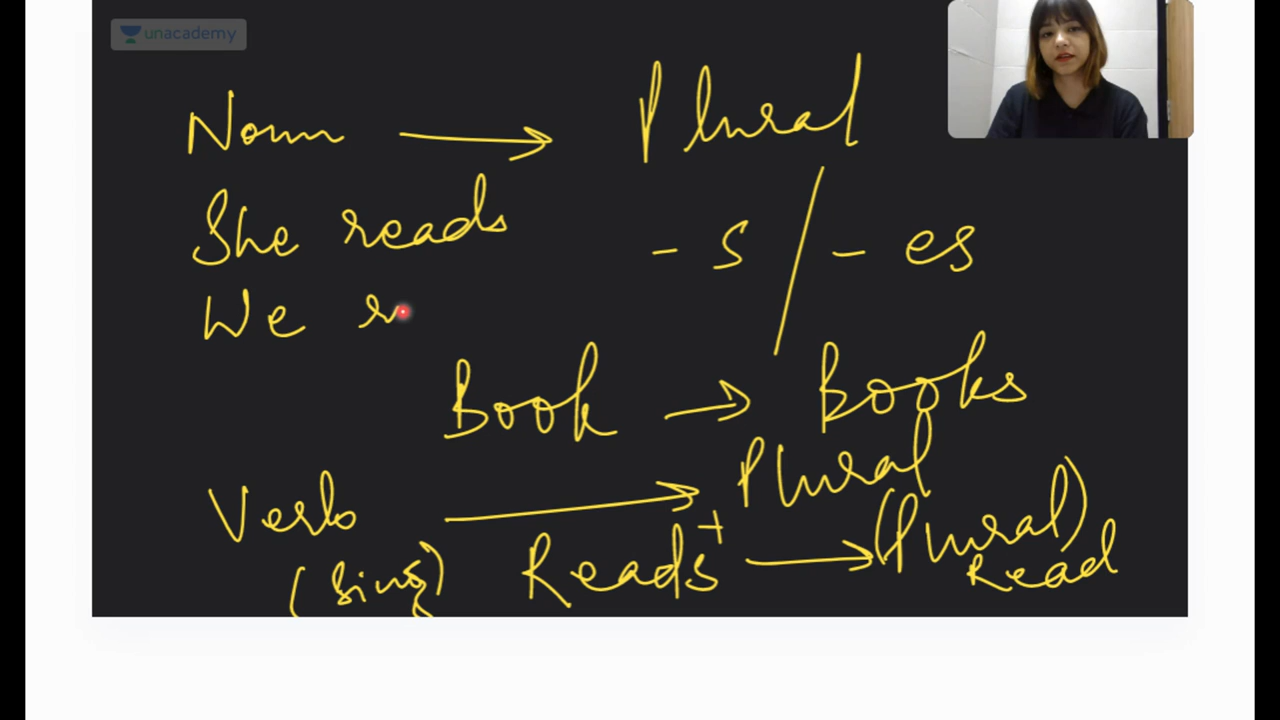 unacademy
Noun → Plural
She reads - s / - es
We r
Book → Books
Verb → Plural
(Sing) Reads+ → (Plural)
Read